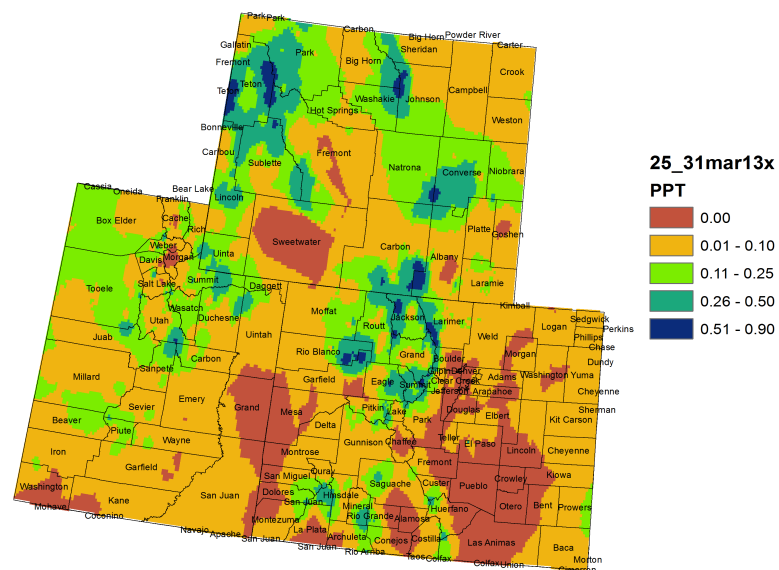 ParkPark
Carbon
Big Horn
Powder River
Carter
Gallatin
Park
Sheridan
Fremont
Big Horn
Crook
Teton
Teton
Campbell
Washakie
Johnson
Hot Springs
Weston
Bonneville
Caribou
Fremont
Sublette
Natrona
Converse
Niobrara
Cassia
Oneida
Bear Lake
Franklin
Lincoln
Box Elder
Cache
Rich
Platte
Goshen
Weber
Sweetwater
Carbon
Morgan
Davis
Uinta
Albany
Salt Lake
Summit
Daggett
Laramie
Tooele
Wasatch
Moffat
Kimball
Utah
Duchesne
Jackson
Larimer
Sedgwick
Routt
Logan
Perkins
Juab
Uintah
Weld
Phillips
Carbon
Rio Blanco
Grand
Morgan
Chase
Sanpete
Boulder
Dundy
Millard
Garfield
Eagle
Summit
Gilpin
Denver
Clear Creek
Adams
Washington
Yuma
Jefferson
Arapahoe
Cheyenne
Emery
Sevier
Grand
Mesa
Pitkin
Lake
Douglas
Elbert
Sherman
Beaver
Delta
Park
Kit Carson
Piute
Wayne
Gunnison
Chaffee
Teller
El Paso
Iron
Montrose
Lincoln
Cheyenne
Garfield
Fremont
San Miguel
Ouray
Saguache
Custer
Pueblo
Crowley
Kiowa
Washington
Kane
San Juan
Dolores
San Juan
Hinsdale
Mineral
Huerfano
Otero
Bent
Prowers
Mohave
Coconino
Montezuma
Rio Grande
Alamosa
Navajo
Apache
San Juan
La Plata
Archuleta
Conejos
Costilla
Las Animas
San Juan
Rio Arriba
Taos
Colfax
Baca
Colfax
Union
Morton
Cimarron
25_31mar13x
PPT
0.00
0.01 - 0.10
0.11 - 0.25
0.26 - 0.50
0.51 - 0.90